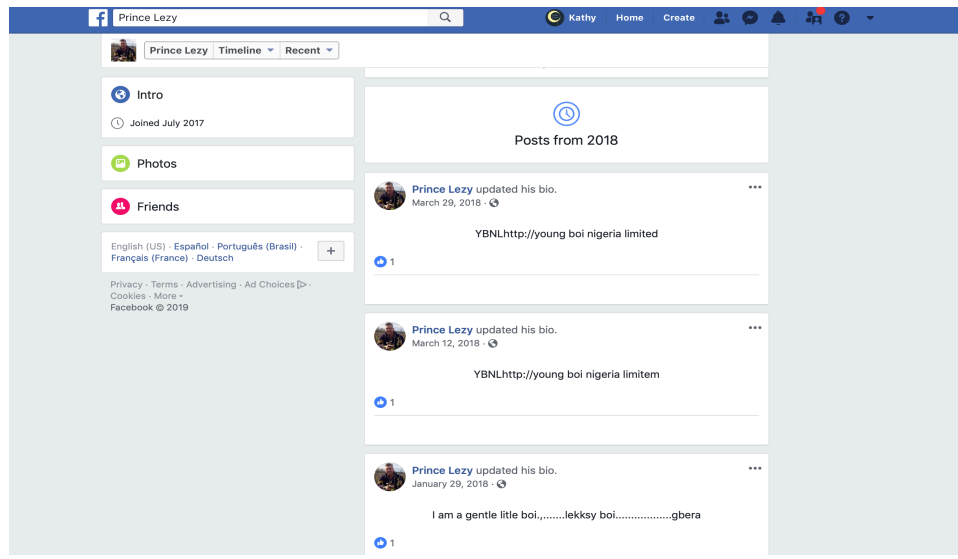 f Prince Lezy Kathy Home Create ?
Prince Lezy Timeline Recent
Intro
Joined July 2017
Photos
Friends
English (US) · Español · Português (Brasil) ·
Français (France) · Deutsch
+
Privacy · Terms · Advertising · Ad Choices ·
Cookies · More
Facebook © 2019
Posts from 2018
Prince Lezy updated his bio.
March 29, 2018 ·
YBNLhttp://young boi nigeria limited
1
Prince Lezy updated his bio.
March 12, 2018 ·
YBNLhttp://young boi nigeria limitem
1
Prince Lezy updated his bio.
January 29, 2018 ·
I am a gentle litle boi.,.......lekksy boi..................gbera
1